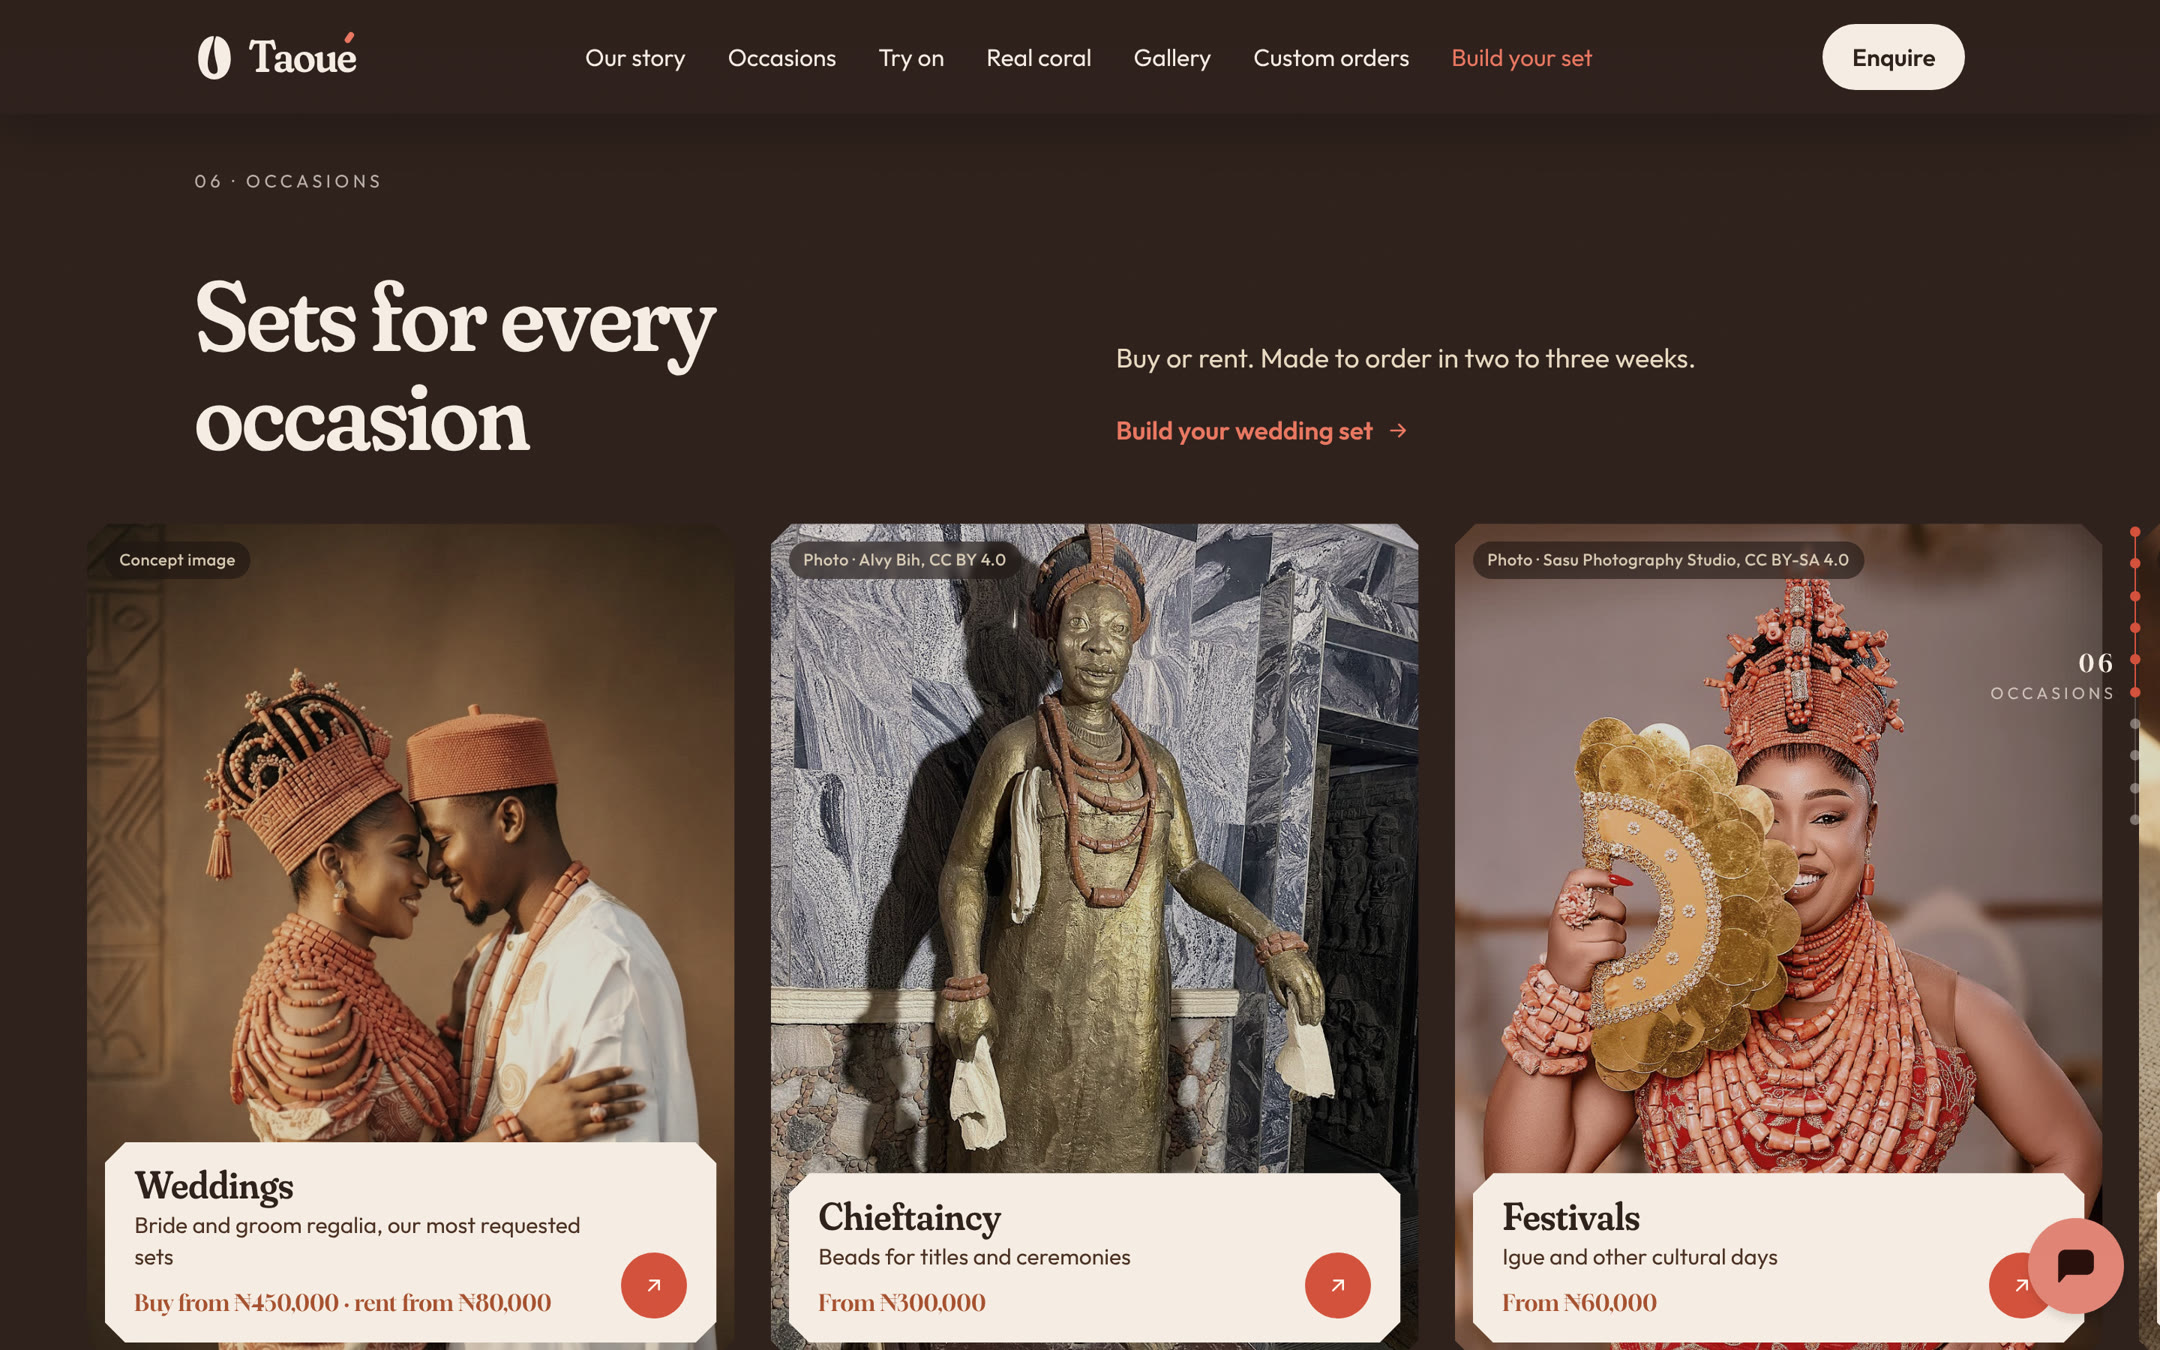 Taoué
Our story
Occasions
Try on
Real coral
Gallery
Custom orders
Build your set
Enquire
06 · OCCASIONS
Sets for every
occasion
Buy or rent. Made to order in two to three weeks.
Build your wedding set →
Concept image
Weddings
Bride and groom regalia, our most requested
sets
Buy from ₦450,000 · rent from ₦80,000
Photo · Alvy Bih, CC BY 4.0
Chieftaincy
Beads for titles and ceremonies
From ₦300,000
Photo · Sasu Photography Studio, CC BY-SA 4.0
Festivals
Igue and other cultural days
From ₦60,000
06
OCCASIONS